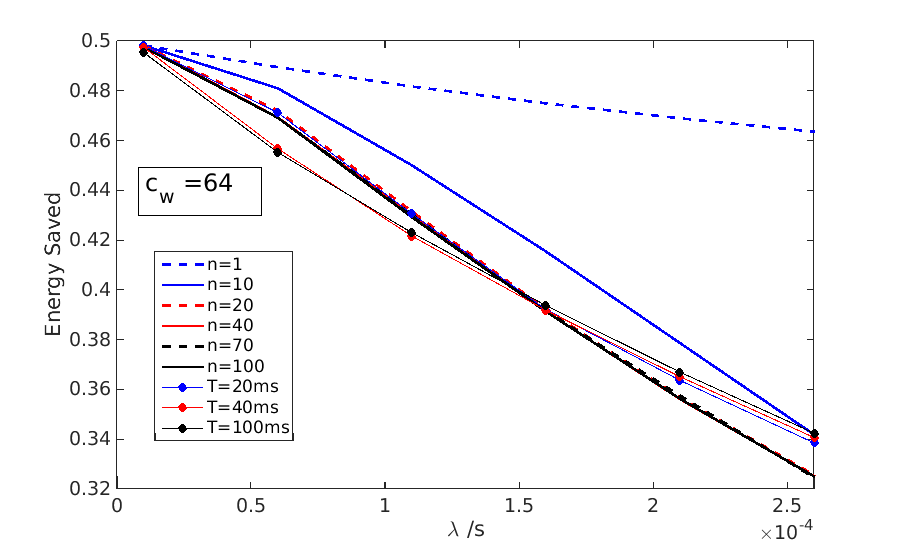 0.5
0.48
0.46
0.44
0.42
0.4
0.38
0.36
0.34
0.32
Energy Saved
c_w =64
n=1
n=10
n=20
n=40
n=70
n=100
T=20ms
T=40ms
T=100ms
0
0.5
1
1.5
2
2.5
×10^-4
λ /s